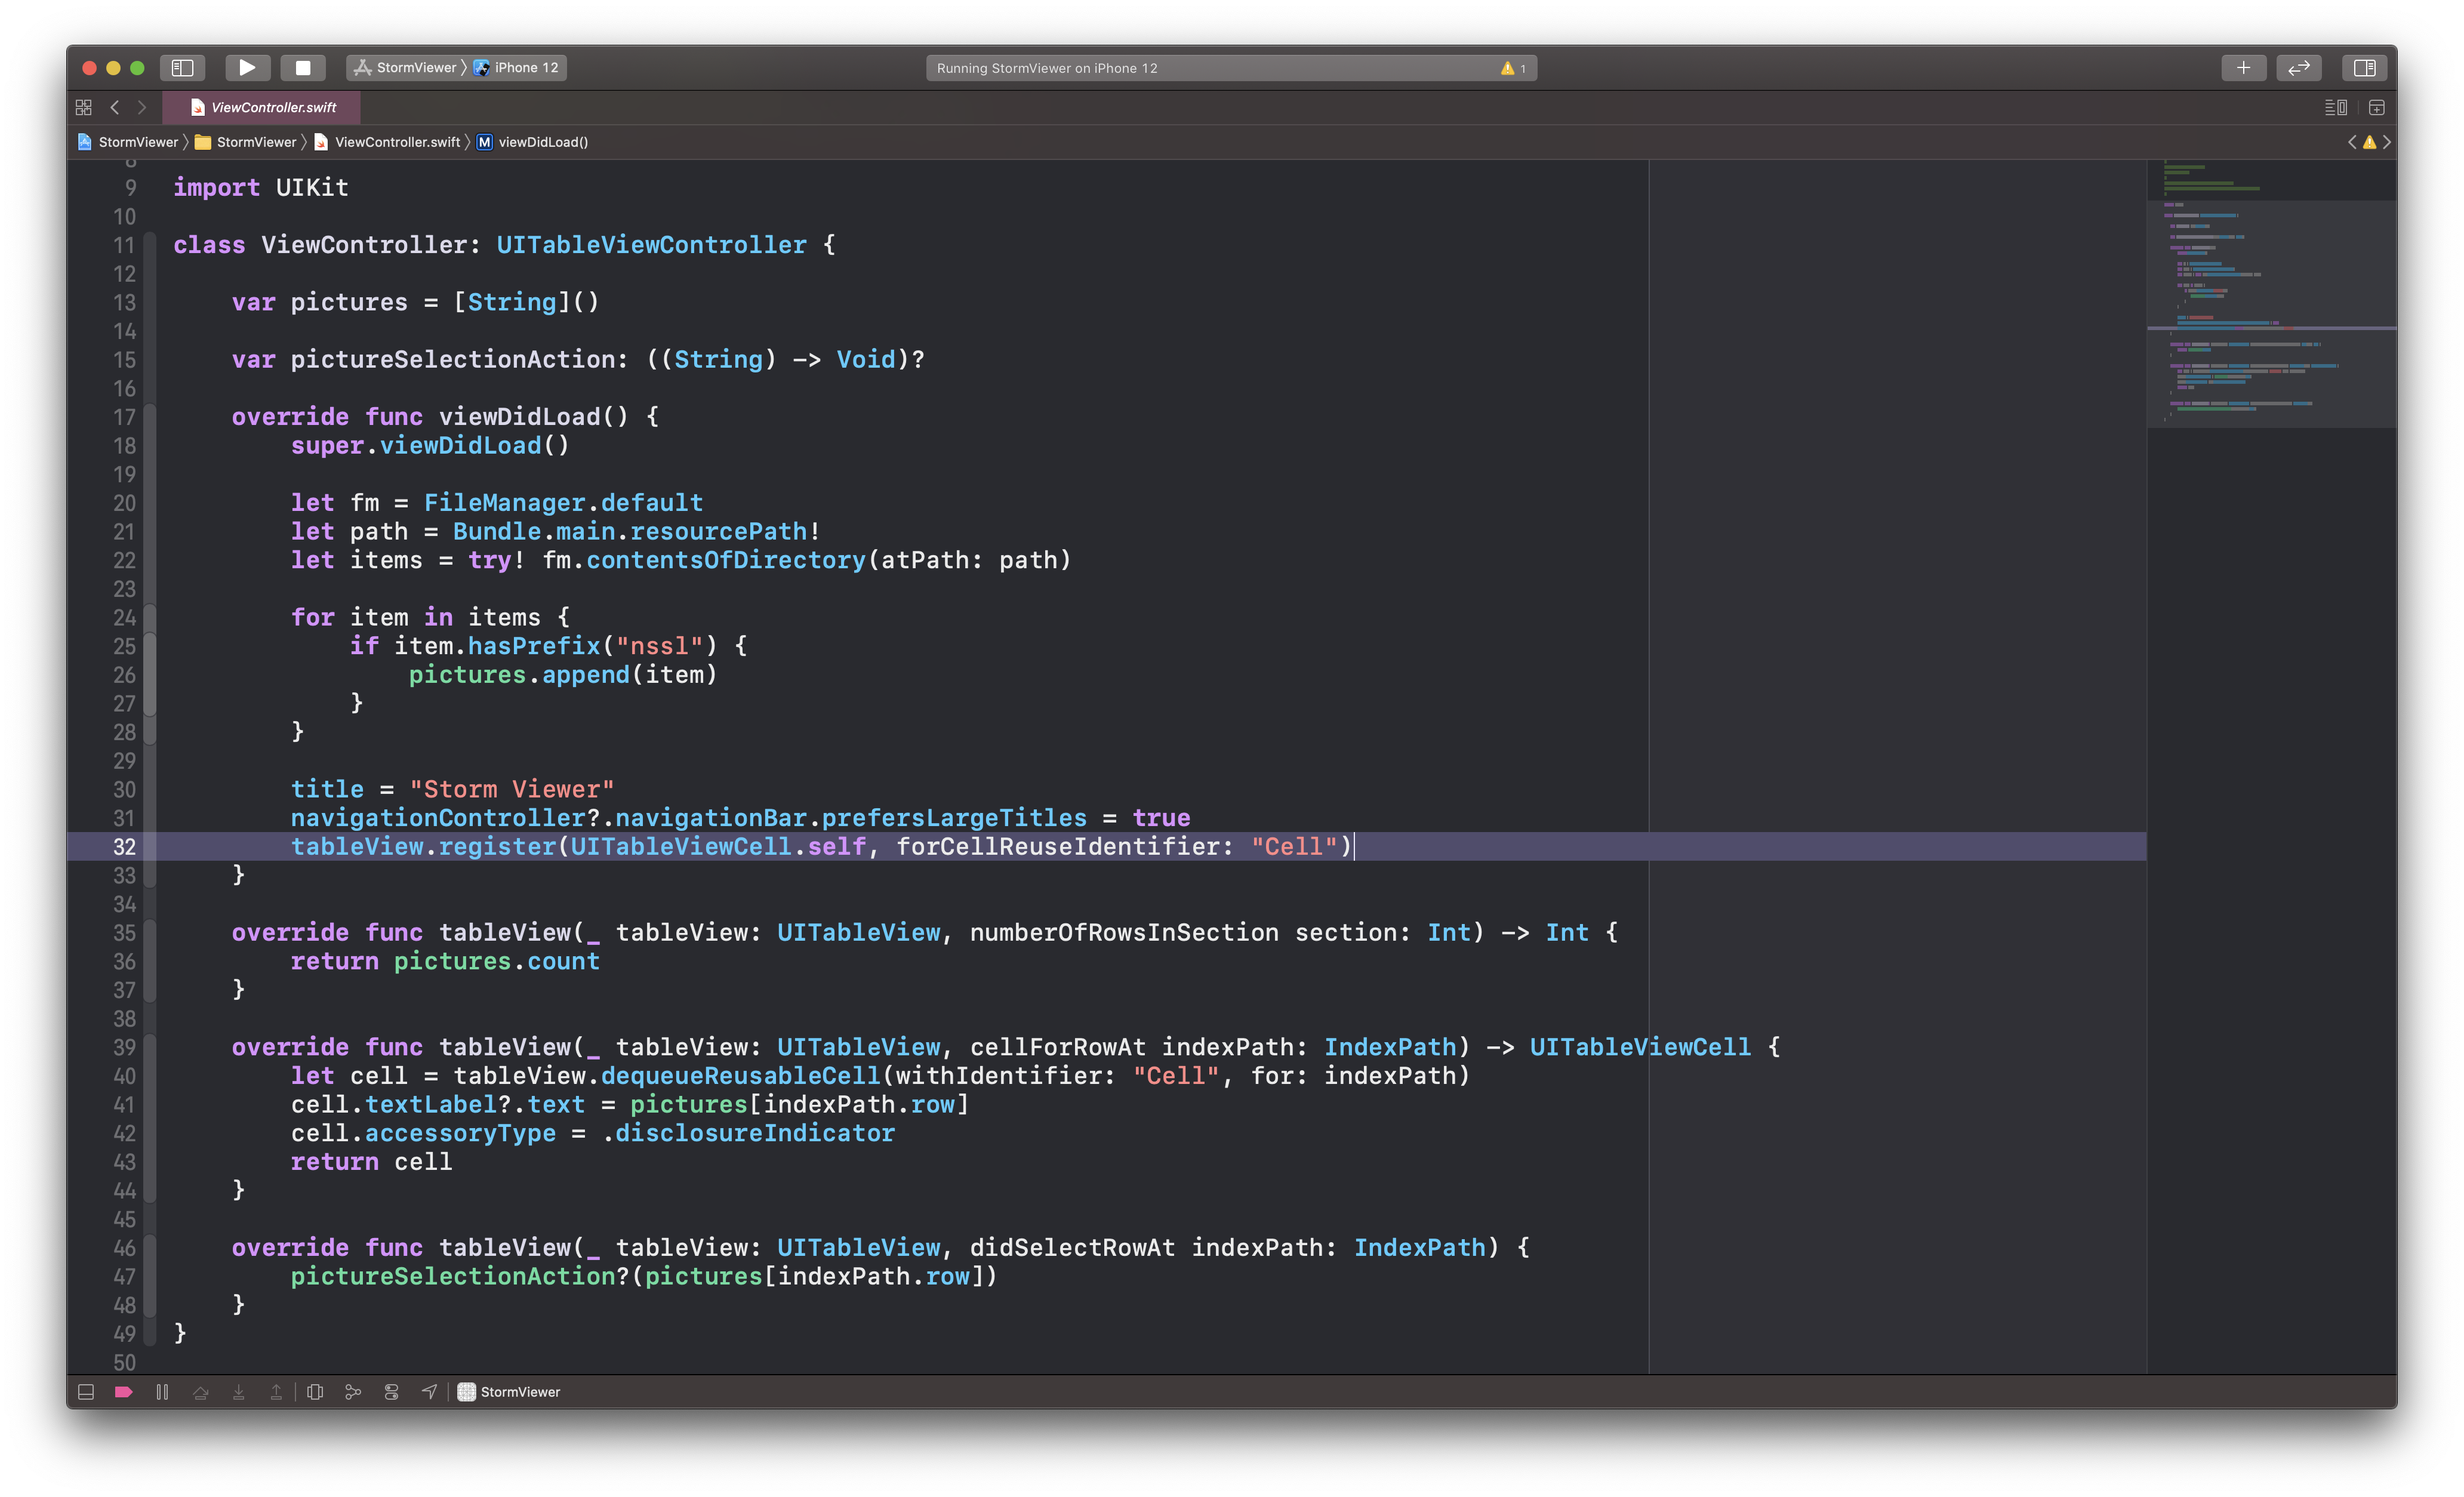 StormViewer iPhone 12
Running StormViewer on iPhone 12 1
ViewController.swift
StormViewer StormViewer ViewController.swift M viewDidLoad()
8
9 import UIKit
10
11 class ViewController: UITableViewController {
12
13     var pictures = [String]()
14
15     var pictureSelectionAction: ((String) -> Void)?
16
17     override func viewDidLoad() {
18         super.viewDidLoad()
19
20         let fm = FileManager.default
21         let path = Bundle.main.resourcePath!
22         let items = try! fm.contentsOfDirectory(atPath: path)
23
24         for item in items {
25             if item.hasPrefix("nssl") {
26                 pictures.append(item)
27             }
28         }
29
30         title = "Storm Viewer"
31         navigationController?.navigationBar.prefersLargeTitles = true
32         tableView.register(UITableViewCell.self, forCellReuseIdentifier: "Cell")
33     }
34
35     override func tableView(_ tableView: UITableView, numberOfRowsInSection section: Int) -> Int {
36         return pictures.count
37     }
38
39     override func tableView(_ tableView: UITableView, cellForRowAt indexPath: IndexPath) -> UITableViewCell {
40         let cell = tableView.dequeueReusableCell(withIdentifier: "Cell", for: indexPath)
41         cell.textLabel?.text = pictures[indexPath.row]
42         cell.accessoryType = .disclosureIndicator
43         return cell
44     }
45
46     override func tableView(_ tableView: UITableView, didSelectRowAt indexPath: IndexPath) {
47         pictureSelectionAction?(pictures[indexPath.row])
48     }
49 }
50
StormViewer